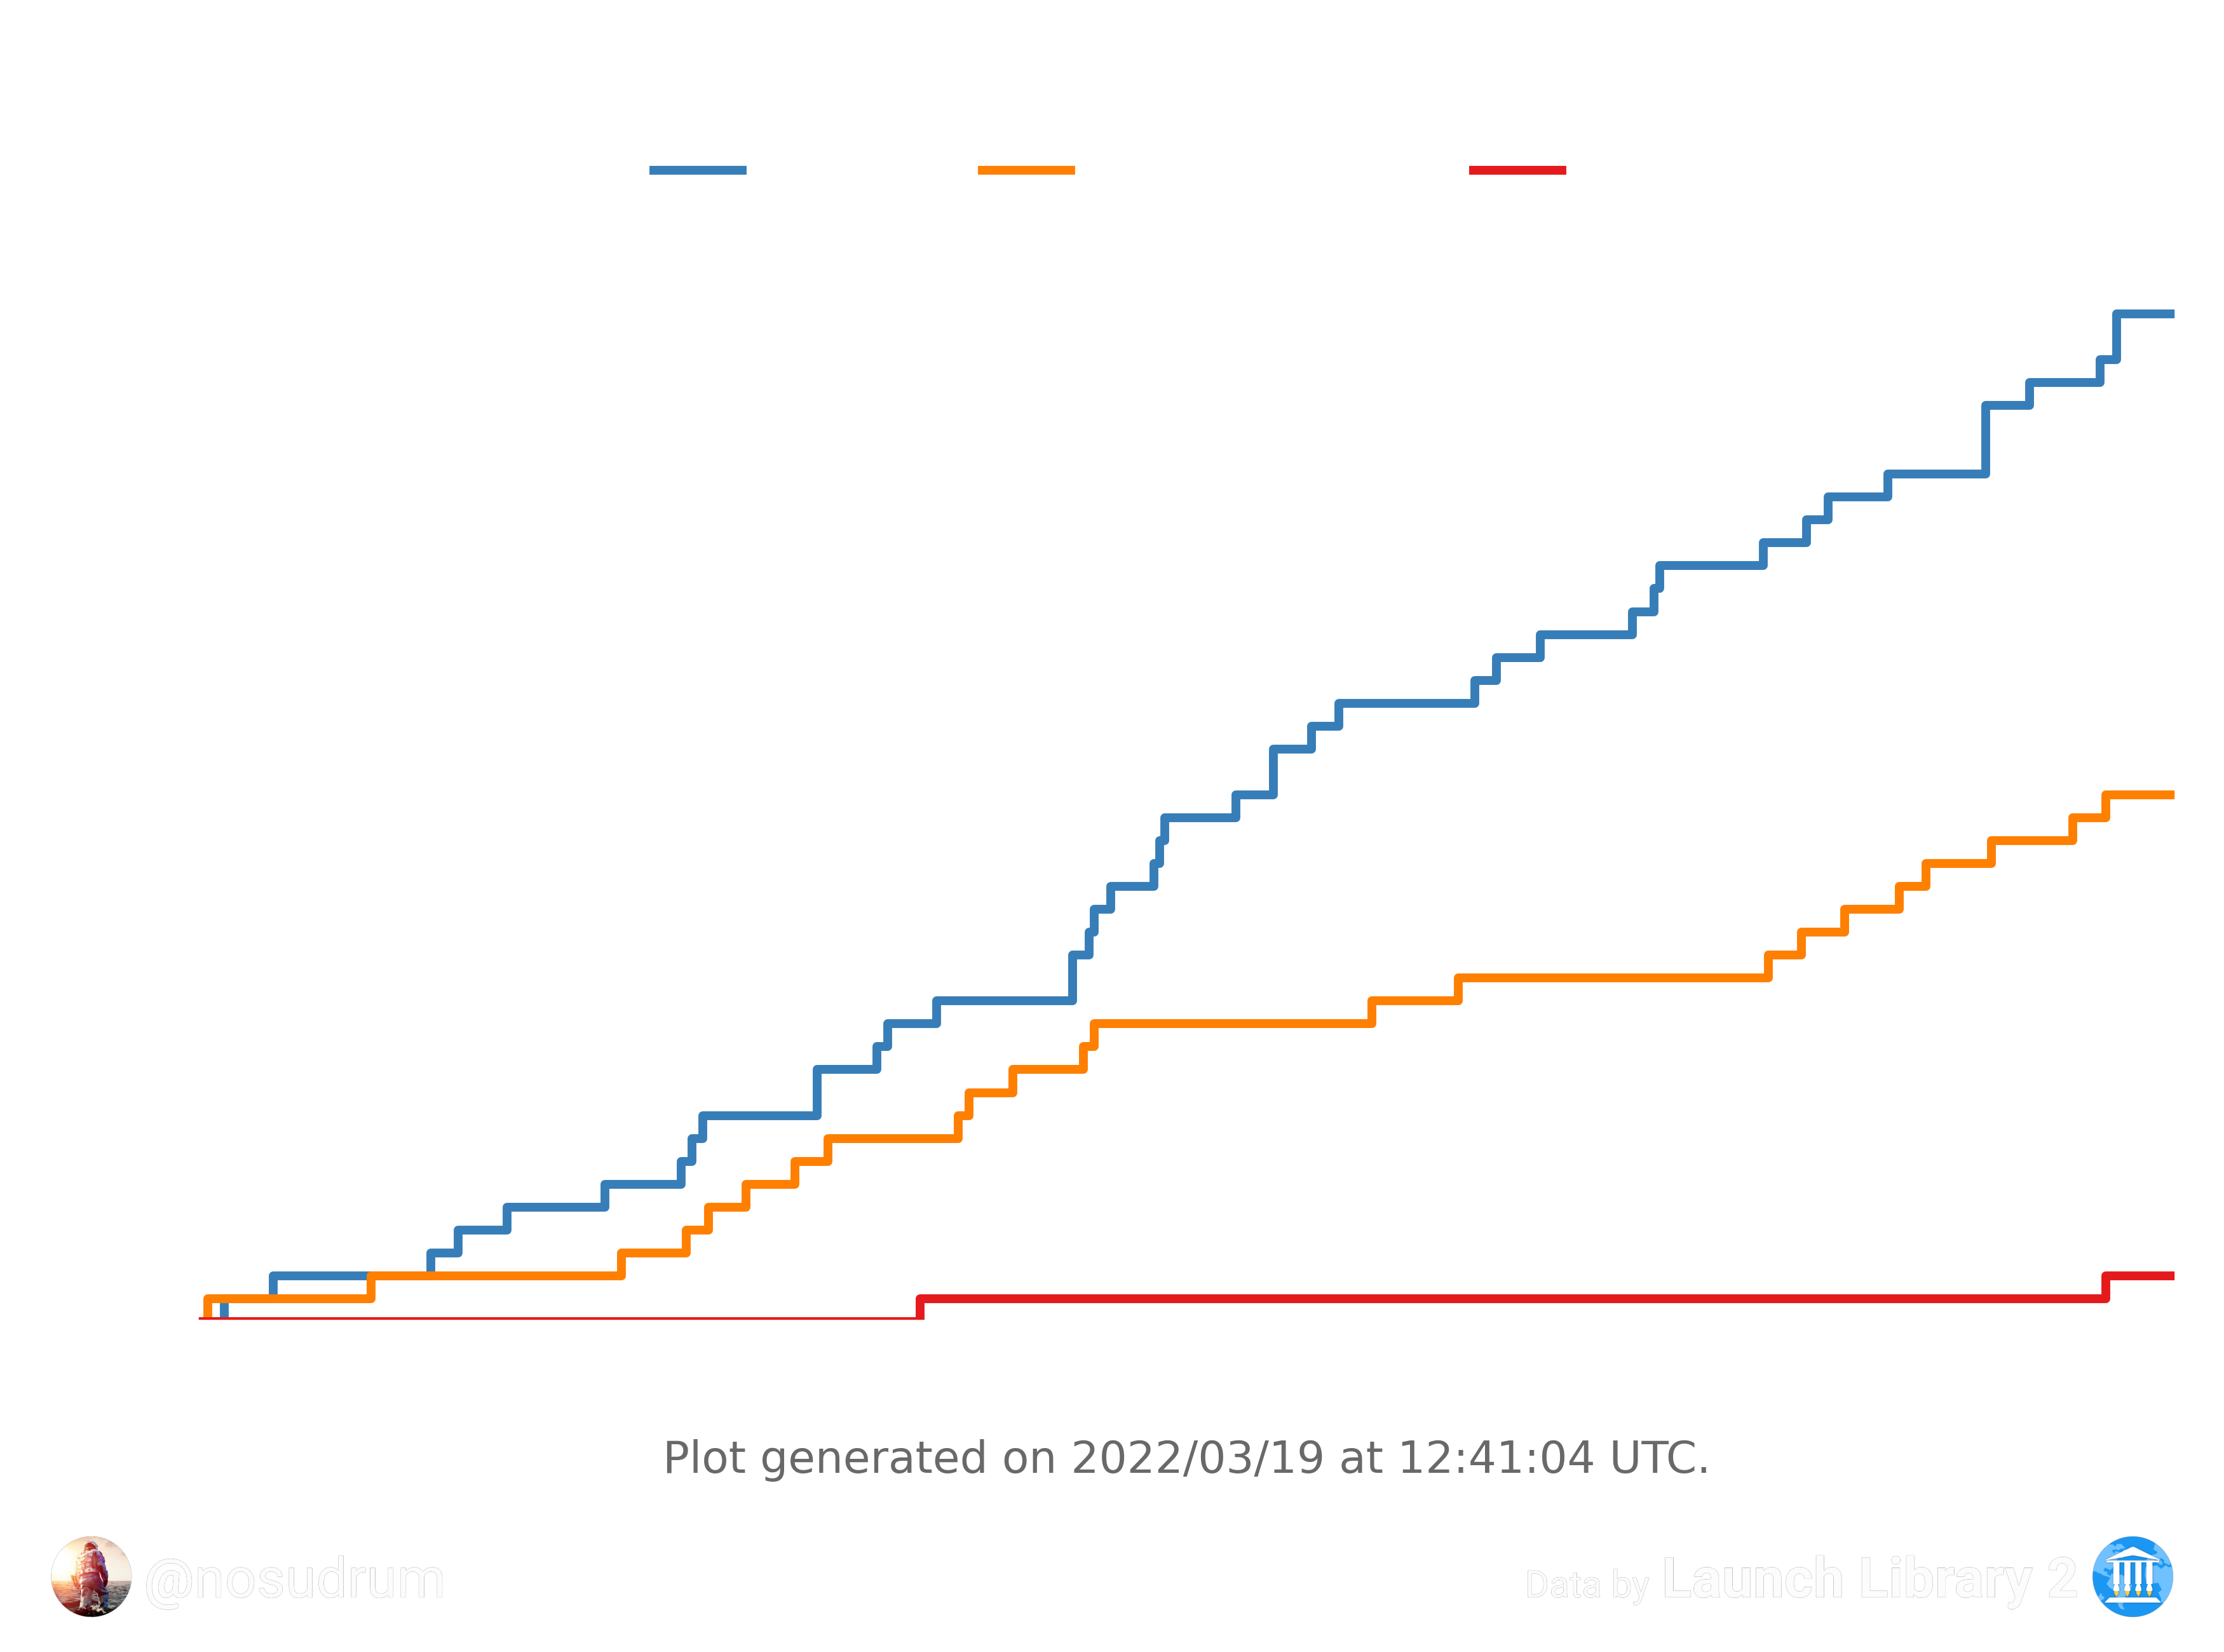 Plot generated on 2022/03/19 at 12:41:04 UTC.
@nosudrum
Data by Launch Library 2